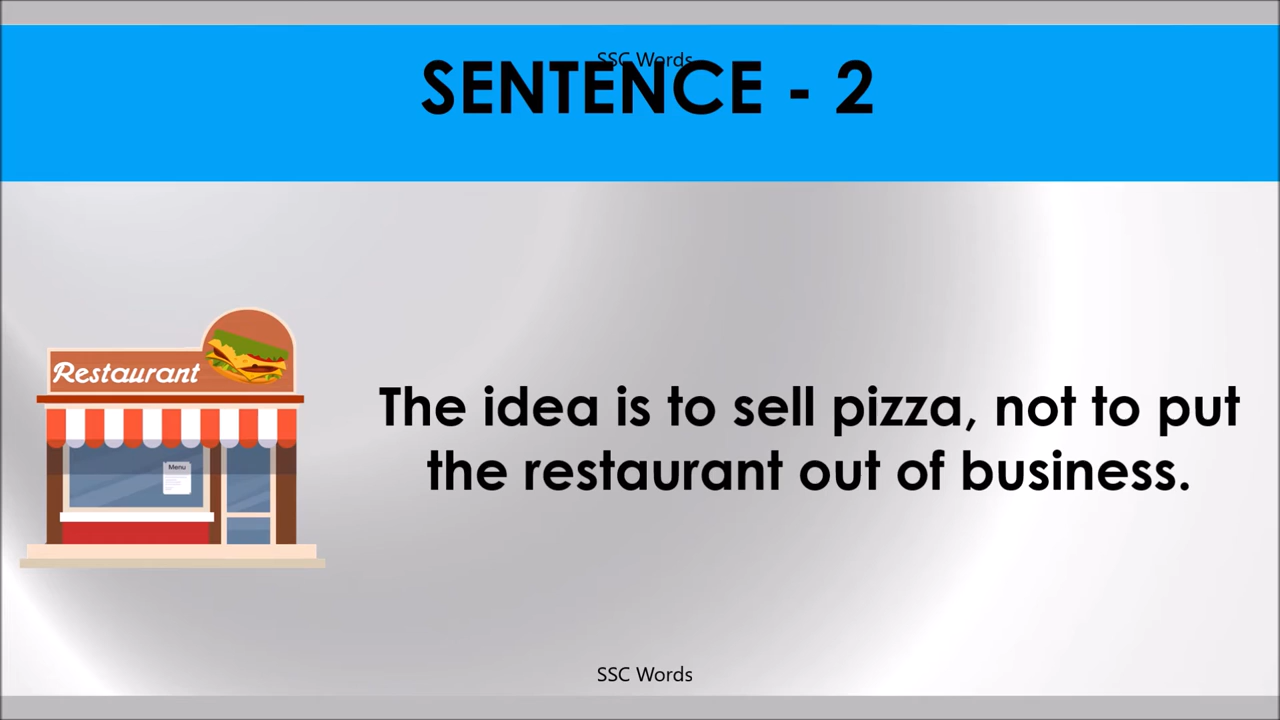 SSC Words
SENTENCE - 2
Restaurant
Menu
The idea is to sell pizza, not to put
the restaurant out of business.
SSC Words